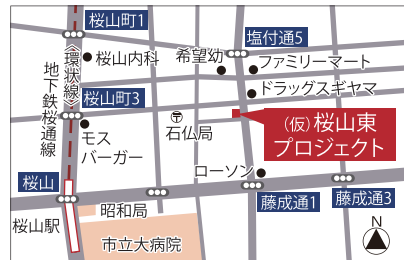 桜山町1
塩付通5
桜山内科
希望幼
ファミリーマート
〈環状線〉
地下鉄桜通線
ドラッグスギヤマ
桜山町3
モス
バーガー
〒
石仏局
(仮)桜山東
プロジェクト
ローソン
桜山
藤成通1
藤成通3
昭和局
桜山駅
市立大病院
N